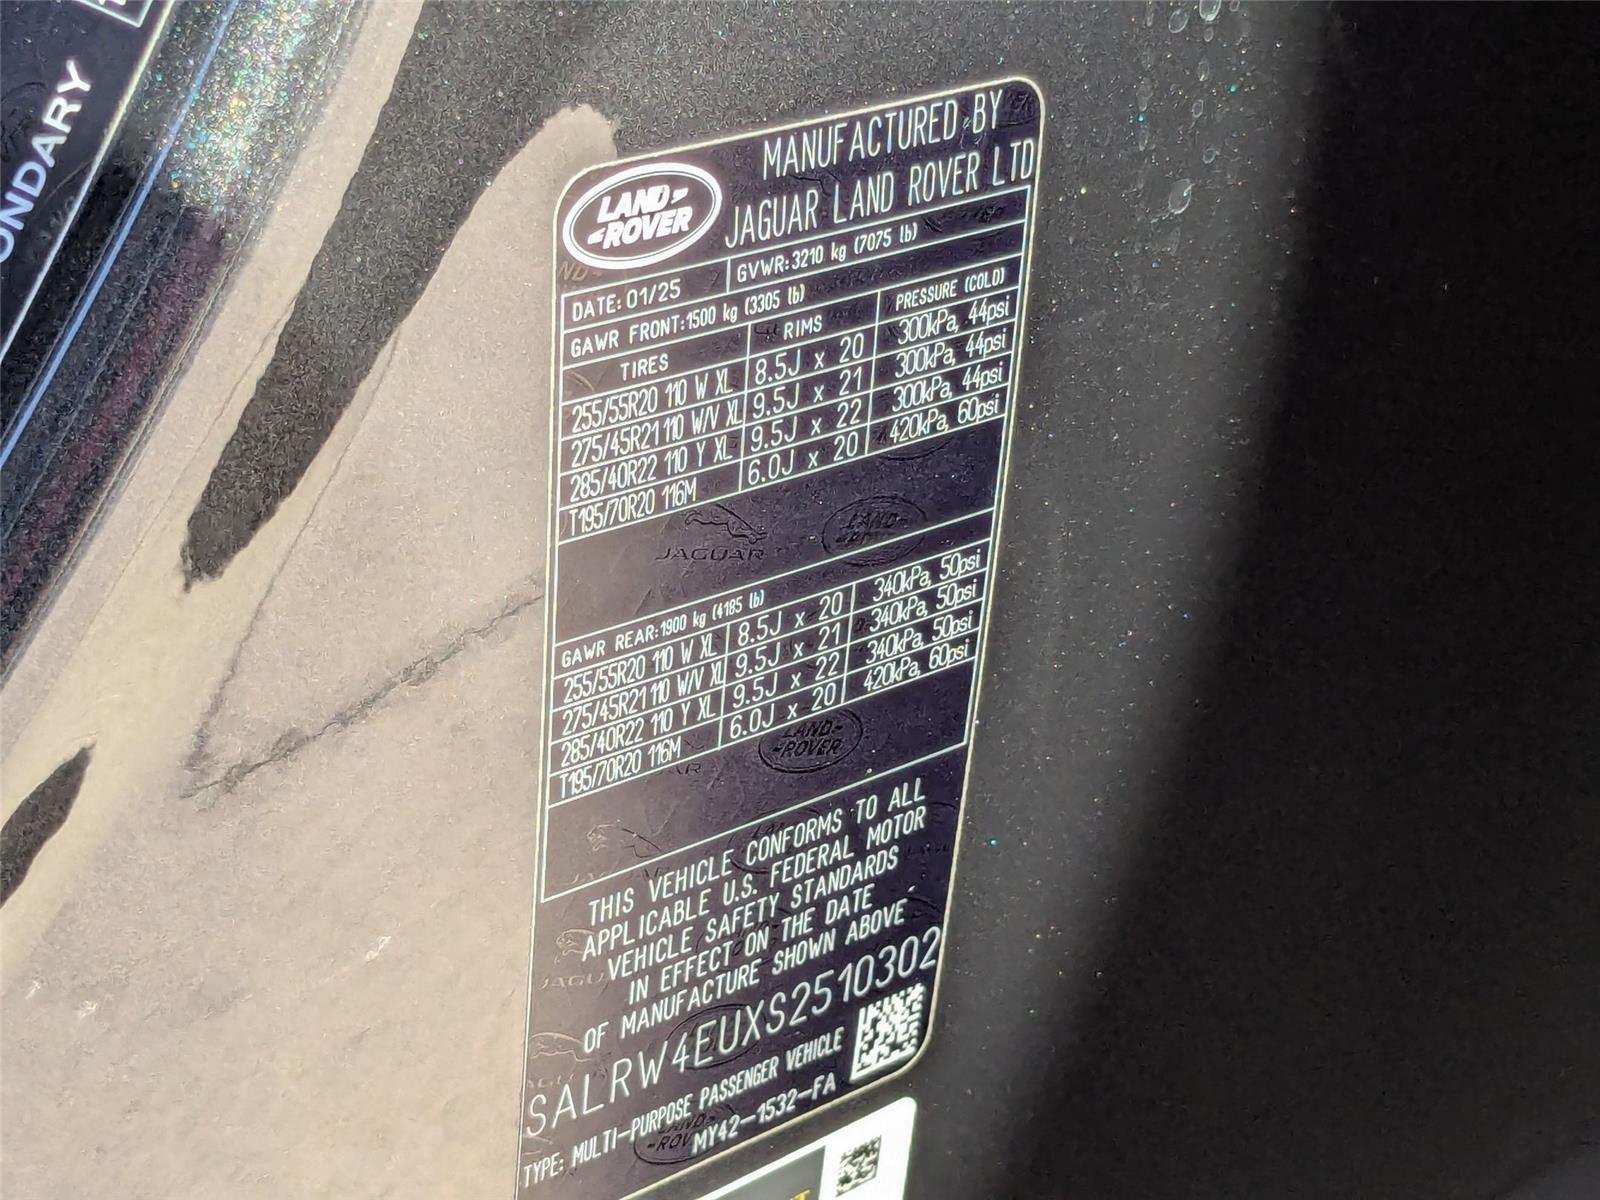 ONDARY
LAND
ROVER
MANUFACTURED BY
JAGUAR LAND ROVER LTD
DATE: 01/25
GVWR: 3210 kg (7075 lb)
GAWR FRONT: 1500 kg (3305 lb)
TIRES RIMS PRESSURE (COLD)
255/55R20 110 W XL 8.5J x 20 300kPa, 44psi
275/45R21 110 W/V XL 9.5J x 21 300kPa, 44psi
285/40R22 110 Y XL 9.5J x 22 300kPa, 44psi
T195/70R20 116M 6.0J x 20 420kPa, 60psi
JAGUAR LAND ROVER
GAWR REAR: 1900 kg (4185 lb)
255/55R20 110 W XL 8.5J x 20 340kPa, 50psi
275/45R21 110 W/V XL 9.5J x 21 340kPa, 50psi
285/40R22 110 Y XL 9.5J x 22 340kPa, 50psi
T195/70R20 116M 6.0J x 20 420kPa, 60psi
LAND
ROVER
THIS VEHICLE CONFORMS TO ALL
APPLICABLE U.S. FEDERAL MOTOR
VEHICLE SAFETY STANDARDS
IN EFFECT ON THE DATE
OF MANUFACTURE SHOWN ABOVE
SALRW4EUXS2510302
TYPE: MULTI-PURPOSE PASSENGER VEHICLE
MY42-1532-FA